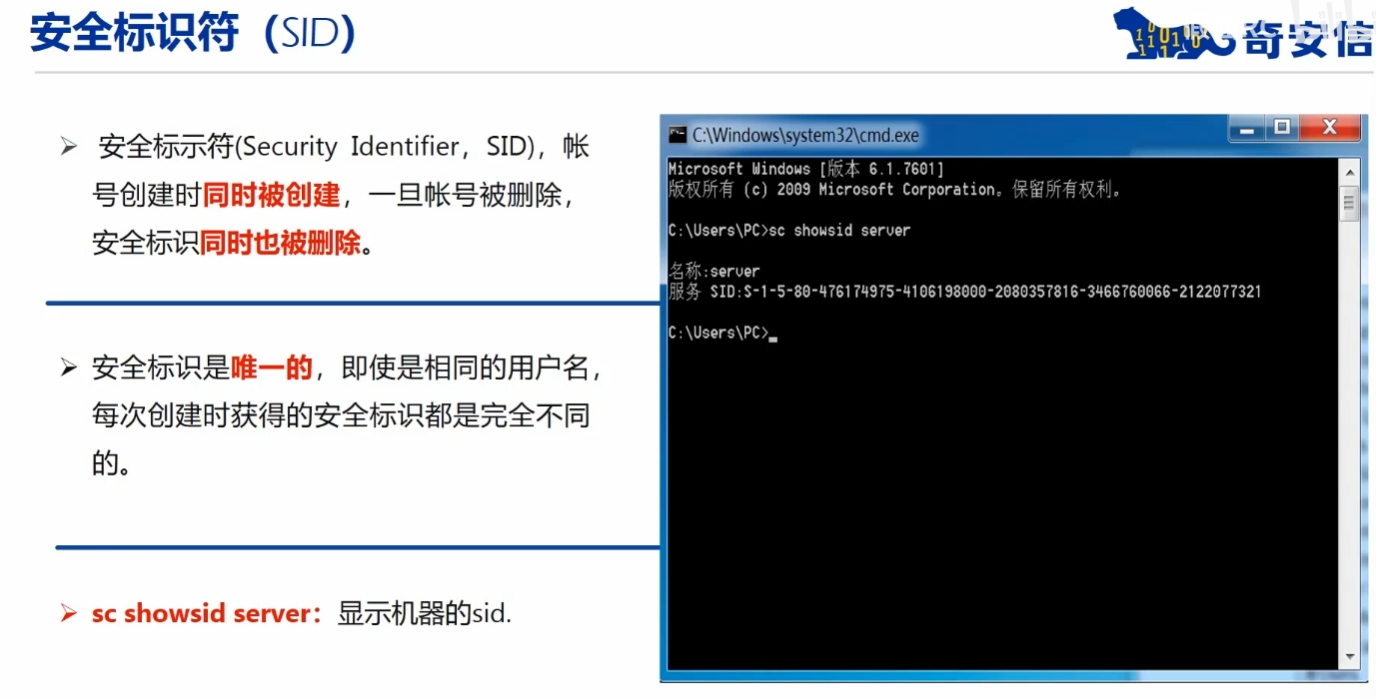 安全标识符（SID）
奇安信
➢ 安全标示符(Security Identifier，SID)，帐
号创建时同时被创建，一旦帐号被删除，
安全标识同时也被删除。
➢ 安全标识是唯一的，即使是相同的用户名，
每次创建时获得的安全标识都是完全不同
的。
➢ sc showsid server：显示机器的sid.
C:\Windows\system32\cmd.exe
Microsoft Windows [版本 6.1.7601]
版权所有 (c) 2009 Microsoft Corporation。保留所有权利。
C:\Users\PC>sc showsid server
名称:server
服务 SID:S-1-5-80-476174975-4106198000-2080357816-3466760066-2122077321
C:\Users\PC>_